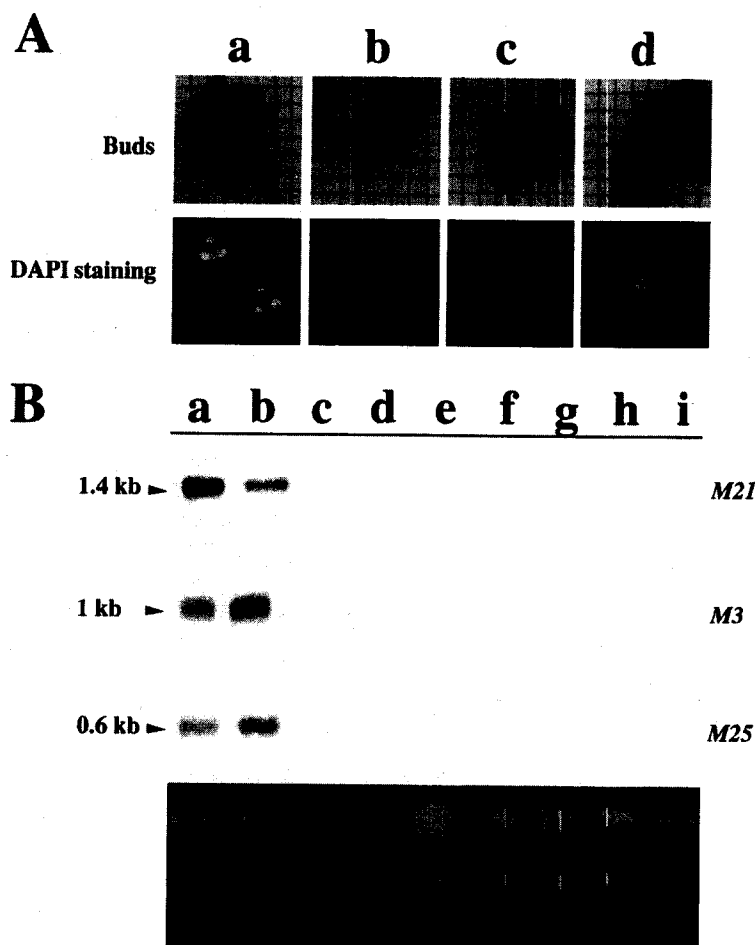 A
a b c d
Buds
DAPI staining
B
a b c d e f g h i
1.4 kb
M21
1 kb
M3
0.6 kb
M25